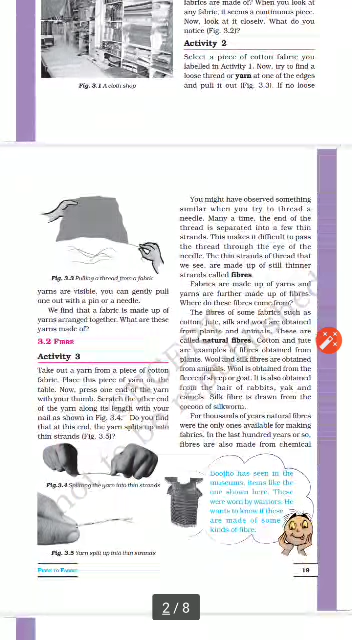 fabrics are made of? When you look at
any fabric, it seems a continuous piece.
Now, look at it closely. What do you
notice (Fig. 3.2)?
Activity 2
Select a piece of cotton fabric you
labelled in Activity 1. Now, try to find a
loose thread or yarn at one of the edges
and pull it out (Fig. 3.3). If no loose
Fig. 3.1 A cloth shop
Fig. 3.3 Pulling a thread from a fabric
yarns are visible, you can gently pull
one out with a pin or a needle.
We find that a fabric is made up of
yarns arranged together. What are these
yarns made of?
3.2 FIBRE
Activity 3
Take out a yarn from a piece of cotton
fabric. Place this piece of yarn on the
table. Now, press one end of the yarn
with your thumb. Scratch the other end
of the yarn along its length with your
nail as shown in Fig. 3.4. Do you find
that at this end, the yarn splits up into
thin strands (Fig. 3.5)?
Fig. 3.4 Splitting the yarn into thin strands
Fig. 3.5 Yarn split up into thin strands
You might have observed something
similar when you try to thread a
needle. Many a time, the end of the
thread is separated into a few thin
strands. This makes it difficult to pass
the thread through the eye of the
needle. The thin strands of thread that
we see, are made up of still thinner
strands called fibres.
Fabrics are made up of yarns and
yarns are further made up of fibres.
Where do these fibres come from?
The fibres of some fabrics such as
cotton, jute, silk and wool are obtained
from plants and animals. These are
called natural fibres. Cotton and jute
are examples of fibres obtained from
plants. Wool and silk fibres are obtained
from animals. Wool is obtained from the
fleece of sheep or goat. It is also obtained
from the hair of rabbits, yak and
camels. Silk fibre is drawn from the
cocoon of silkworm.
For thousands of years natural fibres
were the only ones available for making
fabrics. In the last hundred years or so,
fibres are also made from chemical
Boojho has seen in the
museums, items like the
one shown here. These
were worn by warriors. He
wants to know if these
are made of some
kinds of fibre.
FIBRE TO FABRIC
19
2 / 8